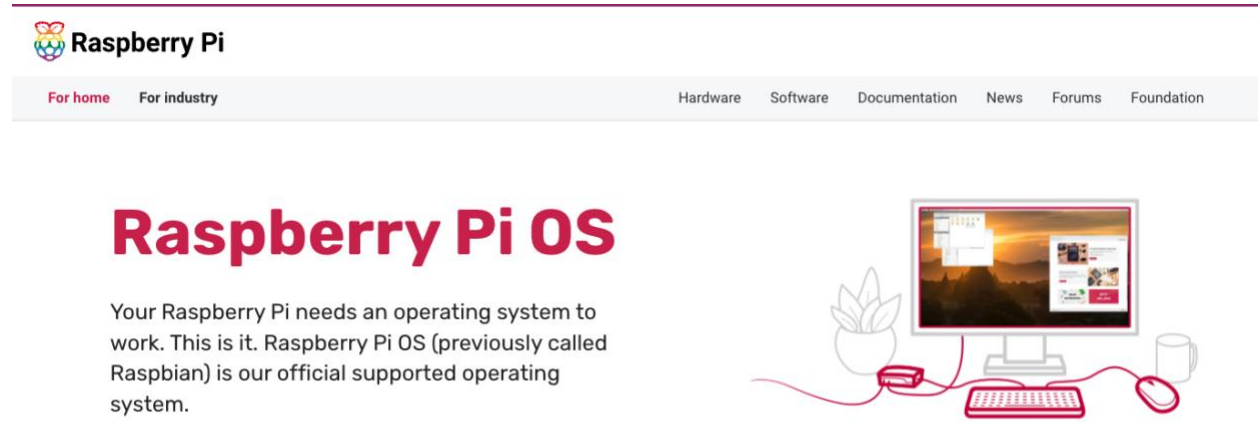 Raspberry Pi
For home For industry Hardware Software Documentation News Forums Foundation
Raspberry Pi OS
Your Raspberry Pi needs an operating system to
work. This is it. Raspberry Pi OS (previously called
Raspbian) is our official supported operating
system.